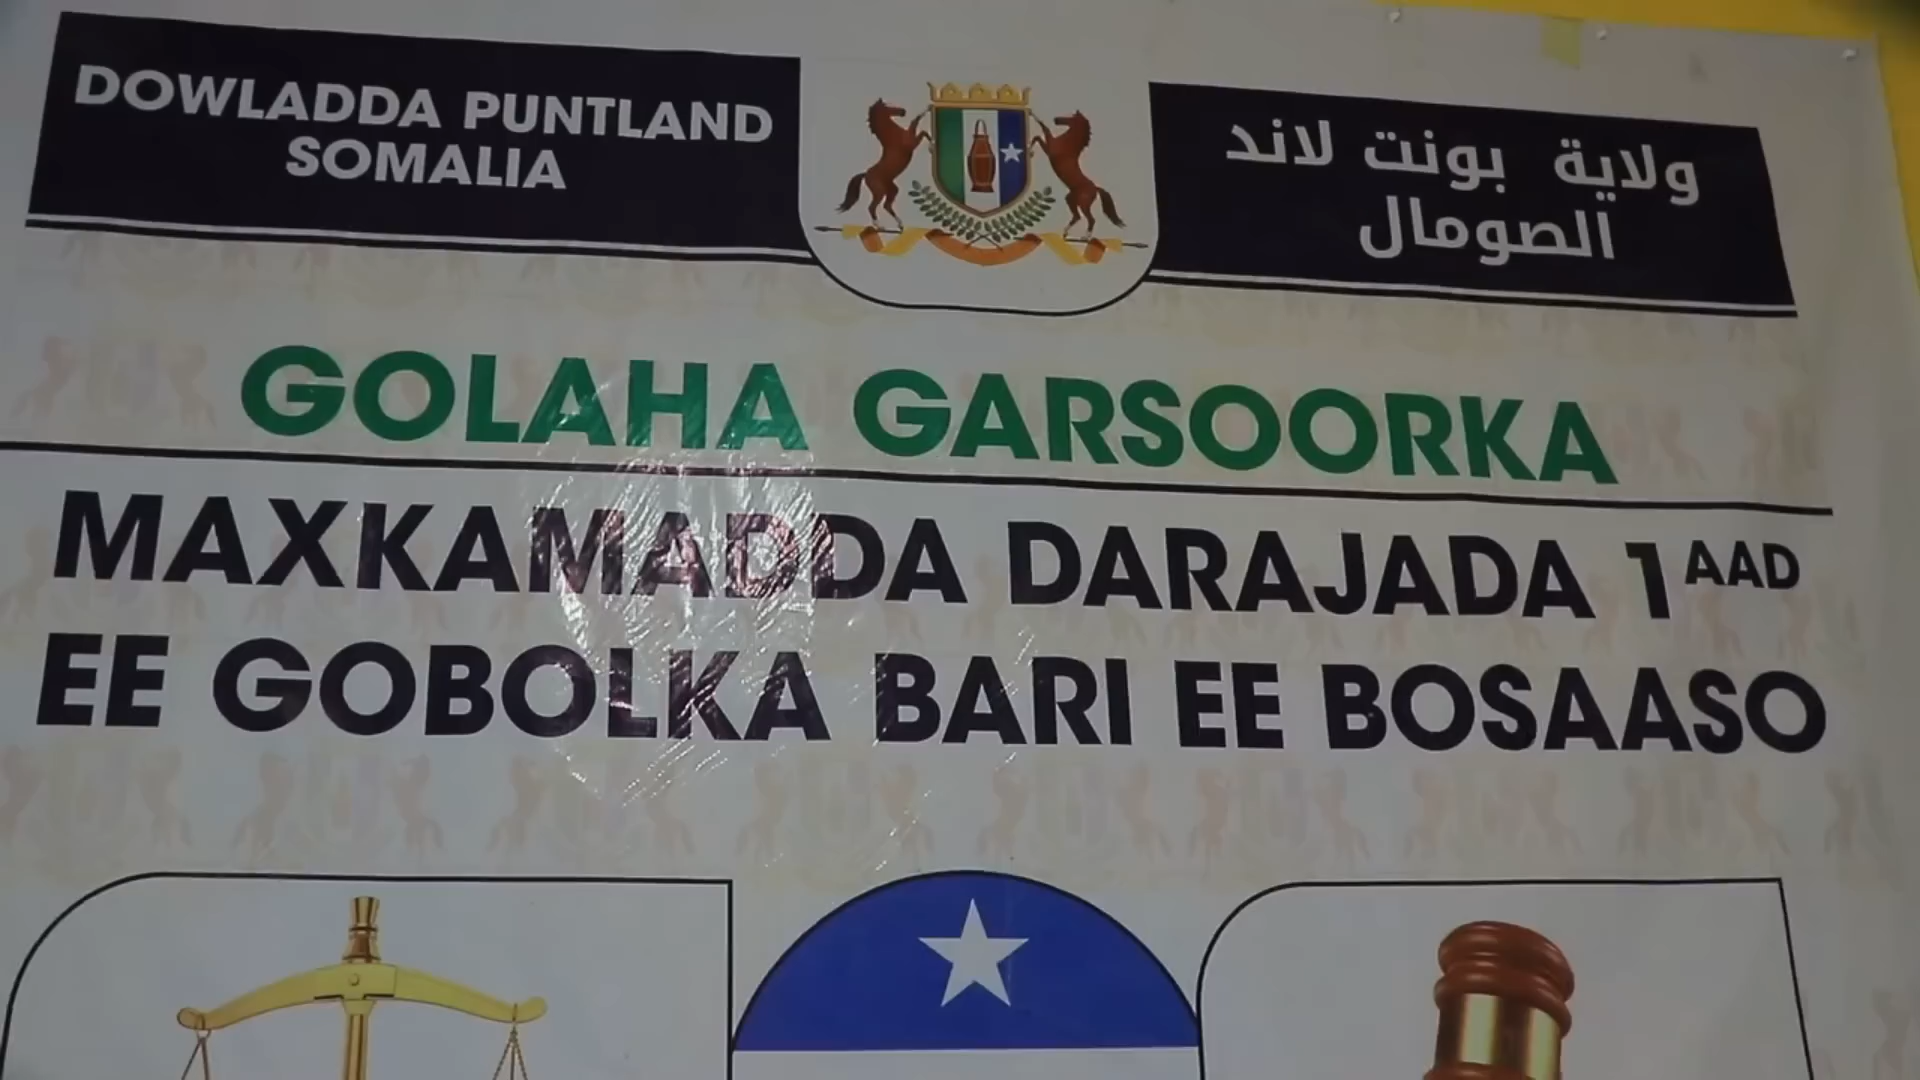 DOWLADDA PUNTLAND
SOMALIA
ولاية بونت لاند
الصومال
GOLAHA GARSOORKA
MAXKAMADDA DARAJADA 1AAD
EE GOBOLKA BARI EE BOSAASO